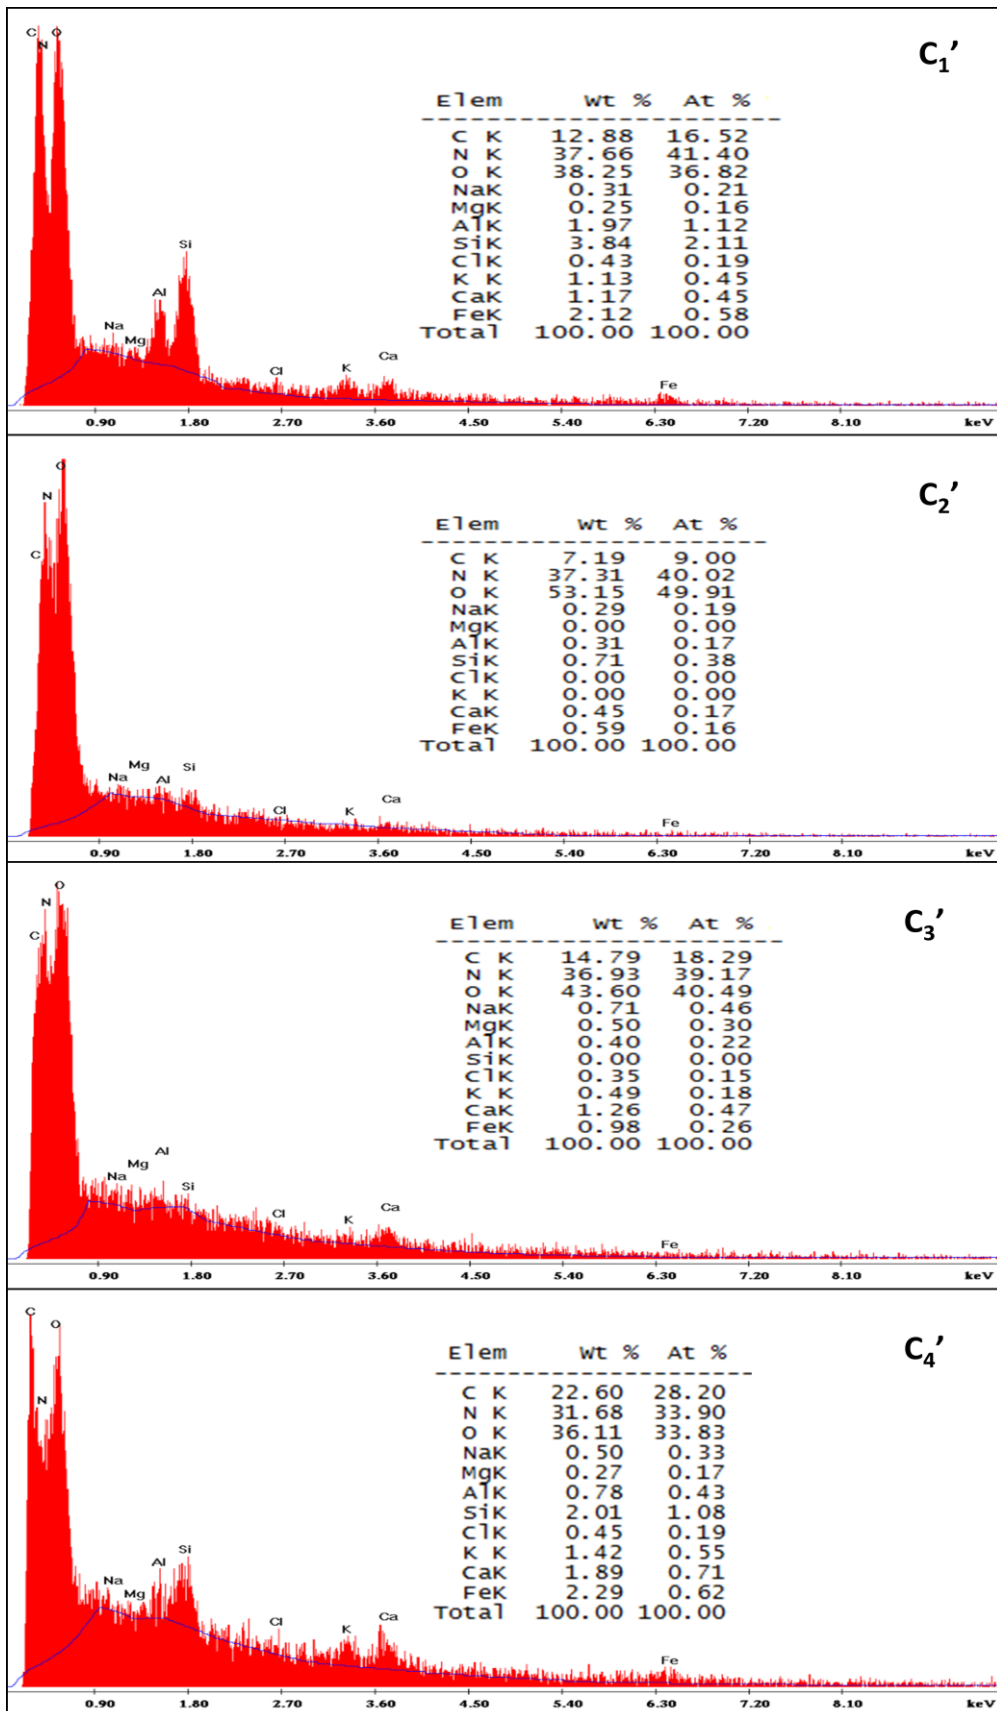 C₁’
C N O
Elem Wt % At %
C K 12.88 16.52
N K 37.66 41.40
O K 38.25 36.82
NaK 0.31 0.21
MgK 0.25 0.16
AlK 1.97 1.12
SiK 3.84 2.11
ClK 0.43 0.19
K K 1.13 0.45
CaK 1.17 0.45
FeK 2.12 0.58
Total 100.00 100.00
Na Mg Al Si Cl K Ca Fe
0.90 1.80 2.70 3.60 4.50 5.40 6.30 7.20 8.10 keV
C₂’
C N O
Elem Wt % At %
C K 7.19 9.00
N K 37.31 40.02
O K 53.15 49.91
NaK 0.29 0.19
MgK 0.00 0.00
AlK 0.31 0.17
SiK 0.71 0.38
ClK 0.00 0.00
K K 0.00 0.00
CaK 0.45 0.17
FeK 0.59 0.16
Total 100.00 100.00
Na Mg Al Si Cl K Ca Fe
0.90 1.80 2.70 3.60 4.50 5.40 6.30 7.20 8.10 keV
C₃’
C N O
Elem Wt % At %
C K 14.79 18.29
N K 36.93 39.17
O K 43.60 40.49
NaK 0.71 0.46
MgK 0.50 0.30
AlK 0.40 0.22
SiK 0.00 0.00
ClK 0.35 0.15
K K 0.49 0.18
CaK 1.26 0.47
FeK 0.98 0.26
Total 100.00 100.00
Na Mg Al Si Cl K Ca Fe
0.90 1.80 2.70 3.60 4.50 5.40 6.30 7.20 8.10 keV
C₄’
C N O
Elem Wt % At %
C K 22.60 28.20
N K 31.68 33.90
O K 36.11 33.83
NaK 0.50 0.33
MgK 0.27 0.17
AlK 0.78 0.43
SiK 2.01 1.08
ClK 0.45 0.19
K K 1.42 0.55
CaK 1.89 0.71
FeK 2.29 0.62
Total 100.00 100.00
Na Mg Al Si Cl K Ca Fe
0.90 1.80 2.70 3.60 4.50 5.40 6.30 7.20 8.10 keV